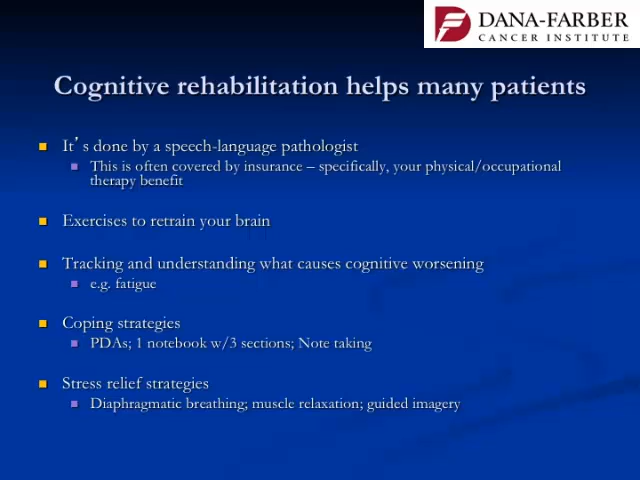 DANA-FARBER
CANCER INSTITUTE
Cognitive rehabilitation helps many patients
It's done by a speech-language pathologist
This is often covered by insurance – specifically, your physical/occupational
therapy benefit
Exercises to retrain your brain
Tracking and understanding what causes cognitive worsening
e.g. fatigue
Coping strategies
PDAs; 1 notebook w/3 sections; Note taking
Stress relief strategies
Diaphragmatic breathing; muscle relaxation; guided imagery